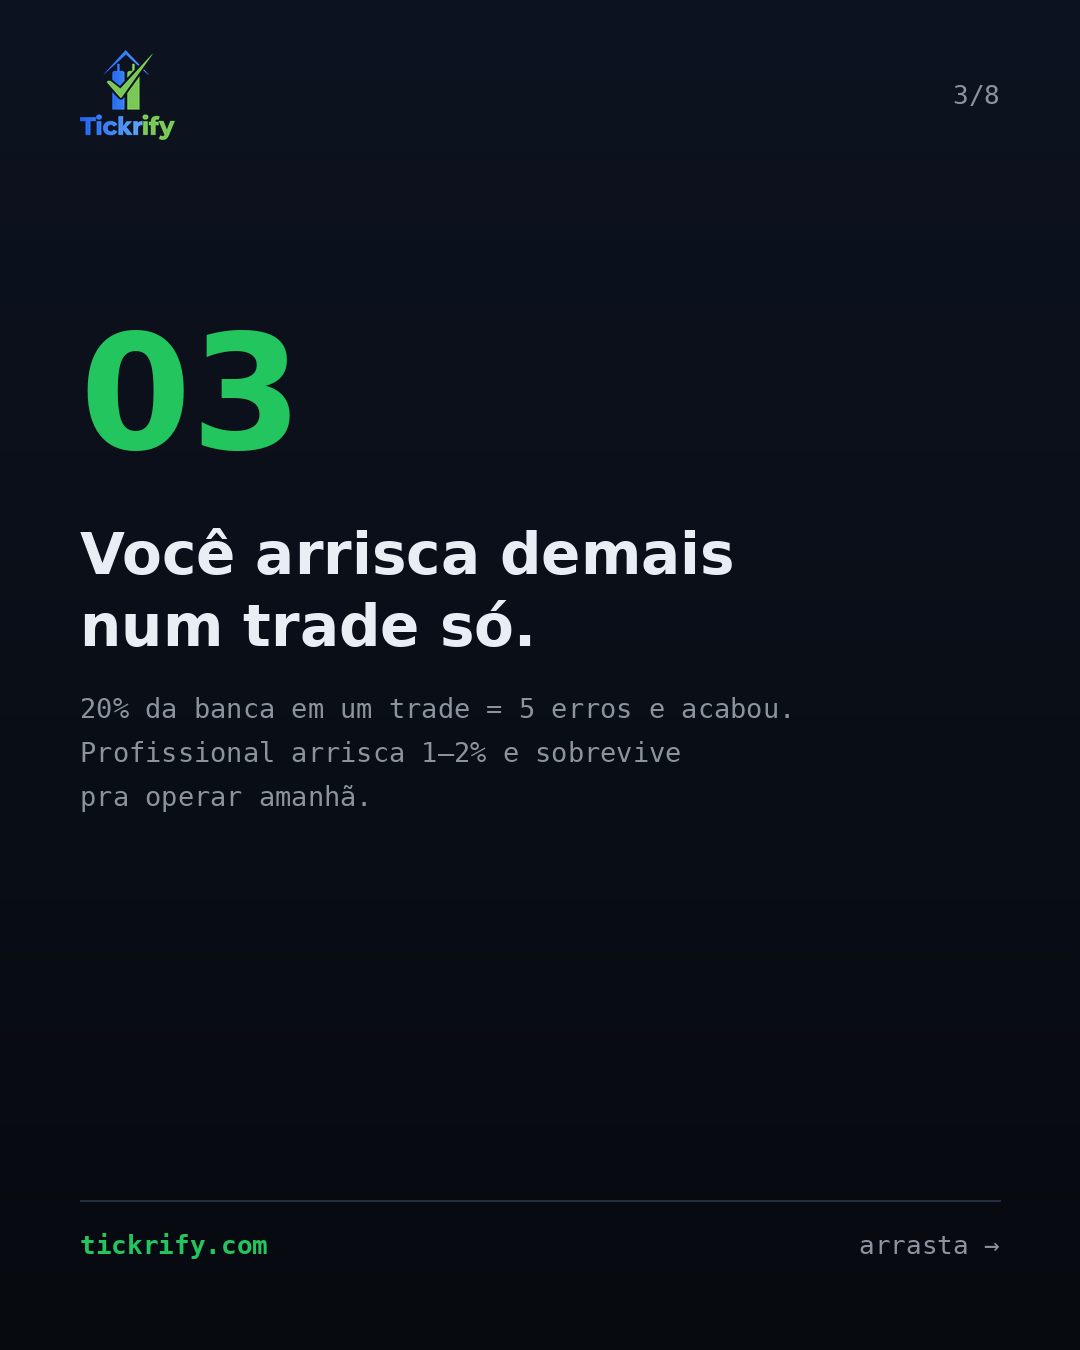 Tickrify
3/8
03
Você arrisca demais
num trade só.
20% da banca em um trade = 5 erros e acabou.
Profissional arrisca 1–2% e sobrevive
pra operar amanhã.
tickrify.com
arrasta →